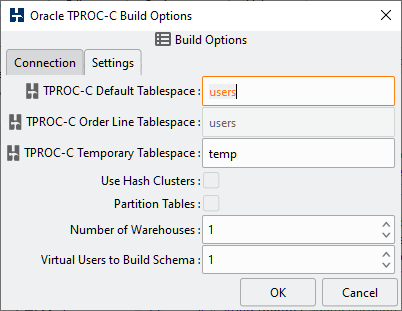 Oracle TPROC-C Build Options
Build Options
Connection Settings
TPROC-C Default Tablespace : users
TPROC-C Order Line Tablespace : users
TPROC-C Temporary Tablespace : temp
Use Hash Clusters :
Partition Tables :
Number of Warehouses : 1
Virtual Users to Build Schema : 1
OK Cancel